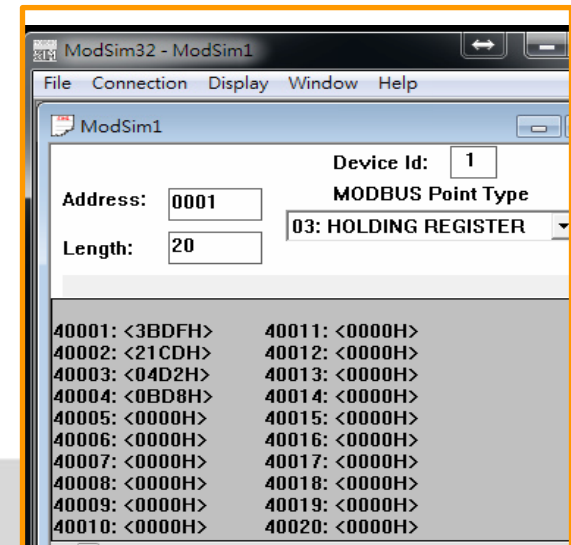 ModSim32 - ModSim1
File Connection Display Window Help
ModSim1
Device Id: 1
Address: 0001
MODBUS Point Type
03: HOLDING REGISTER
Length: 20
40001: <3BDFH> 40011: <0000H>
40002: <21CDH> 40012: <0000H>
40003: <04D2H> 40013: <0000H>
40004: <0BD8H> 40014: <0000H>
40005: <0000H> 40015: <0000H>
40006: <0000H> 40016: <0000H>
40007: <0000H> 40017: <0000H>
40008: <0000H> 40018: <0000H>
40009: <0000H> 40019: <0000H>
40010: <0000H> 40020: <0000H>